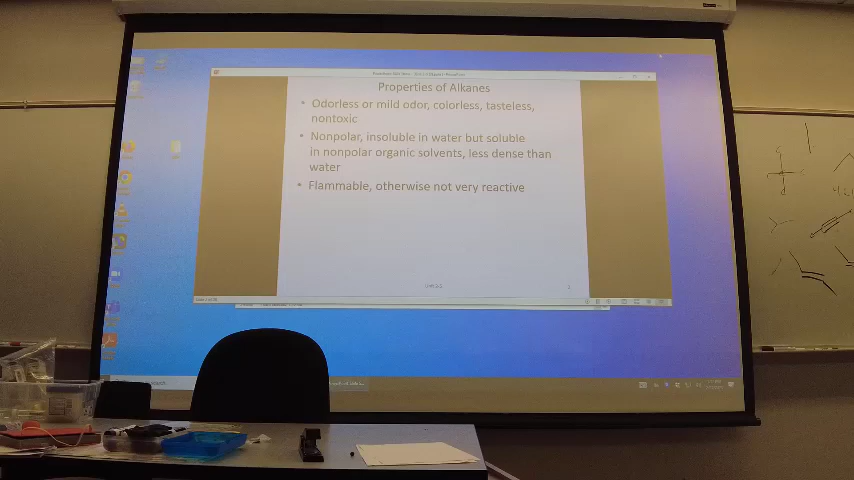 Properties of Alkanes
• Odorless or mild odor, colorless, tasteless,
nontoxic
• Nonpolar, insoluble in water but soluble
in nonpolar organic solvents, less dense than
water
• Flammable, otherwise not very reactive